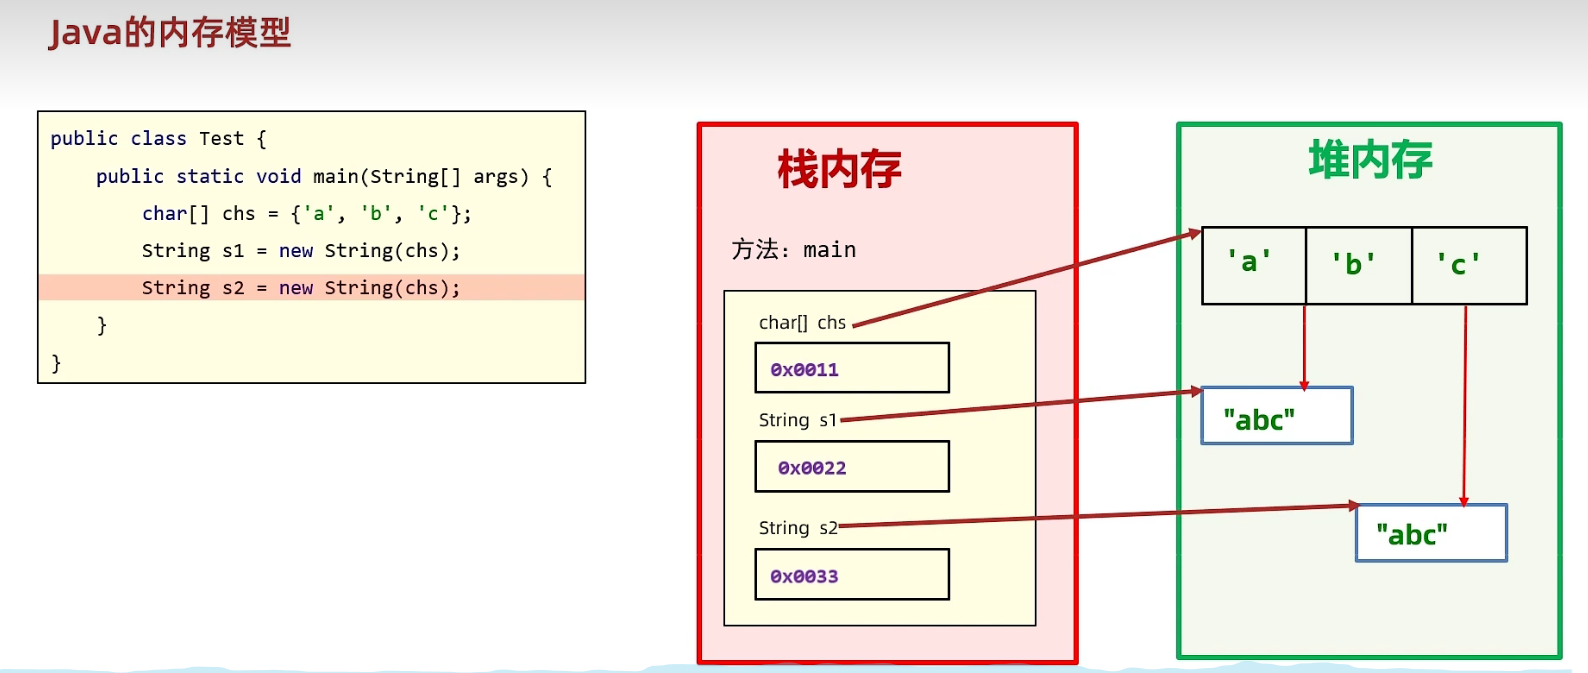 Java的内存模型
public class Test {
public static void main(String[] args) {
char[] chs = {'a', 'b', 'c'};
String s1 = new String(chs);
String s2 = new String(chs);
}
}
栈内存
方法：main
char[] chs
0x0011
String s1
0x0022
String s2
0x0033
堆内存
'a' 'b' 'c'
"abc"
"abc"